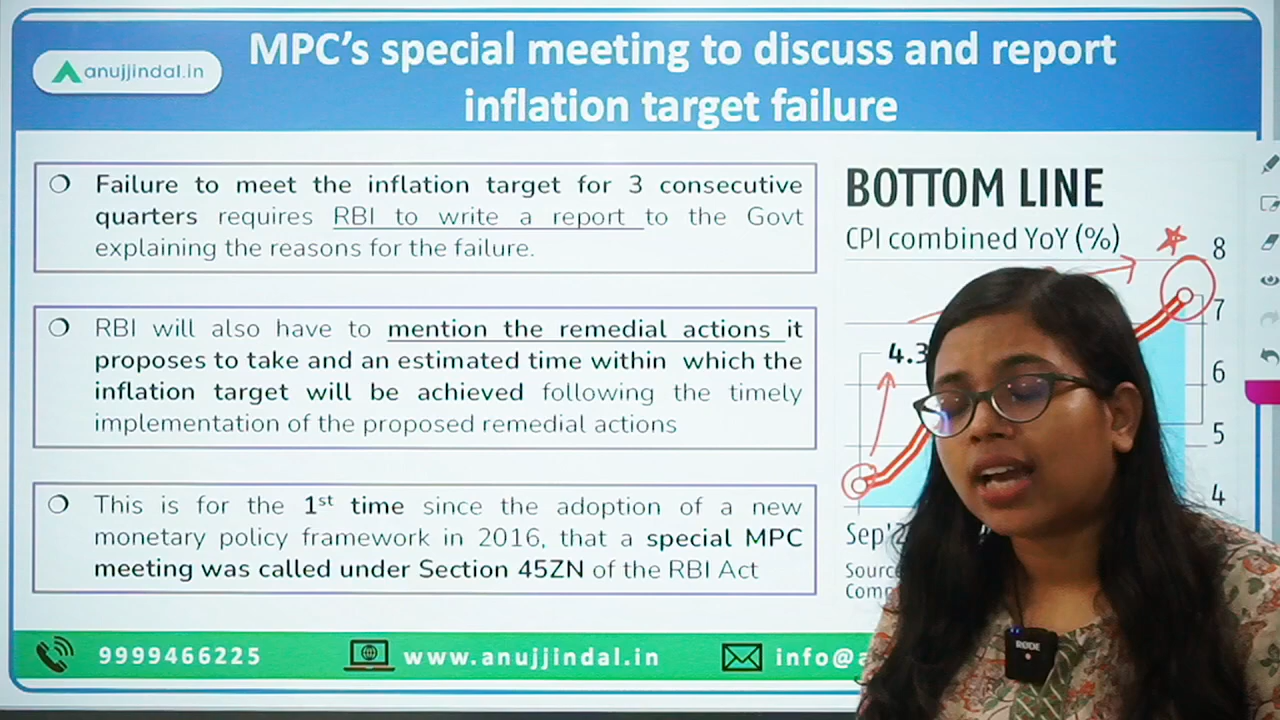 MPC's special meeting to discuss and report
inflation target failure
anujjindal.in
Failure to meet the inflation target for 3 consecutive
quarters requires RBI to write a report to the Govt
explaining the reasons for the failure.
RBI will also have to mention the remedial actions it
proposes to take and an estimated time within which the
inflation target will be achieved following the timely
implementation of the proposed remedial actions
This is for the 1st time since the adoption of a new
monetary policy framework in 2016, that a special MPC
meeting was called under Section 45ZN of the RBI Act
BOTTOM LINE
CPI combined YoY (%)
8
7
4.3
6
5
4
Sep'2
9999466225
www.anujjindal.in
RØDE